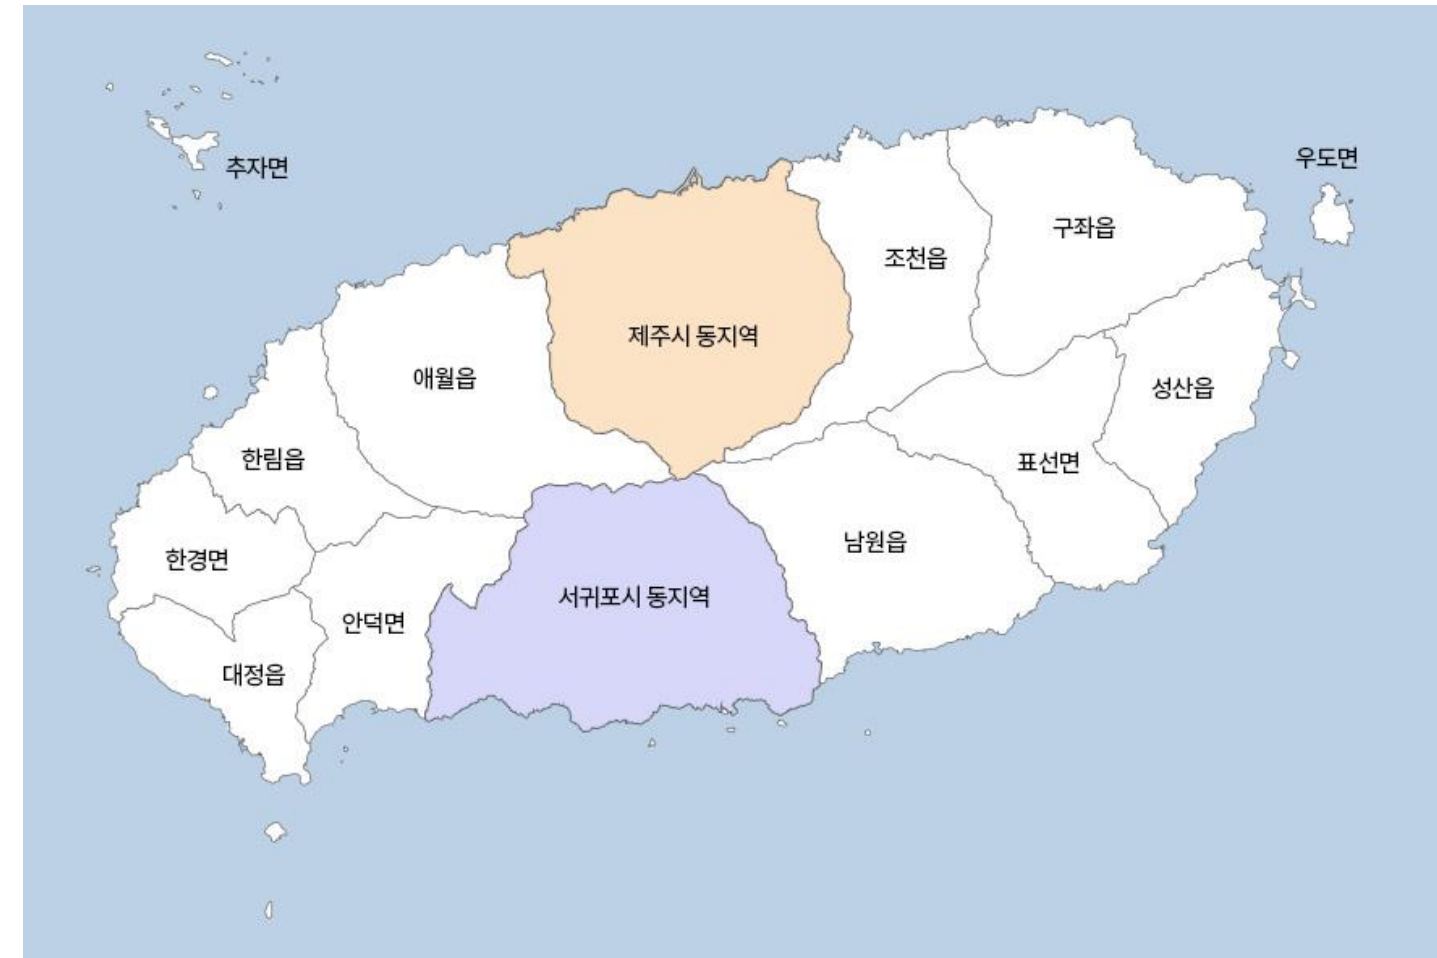 추자면
우도면
구좌읍
조천읍
제주시 동지역
애월읍
성산읍
한림읍
표선면
남원읍
한경면
서귀포시 동지역
안덕면
대정읍